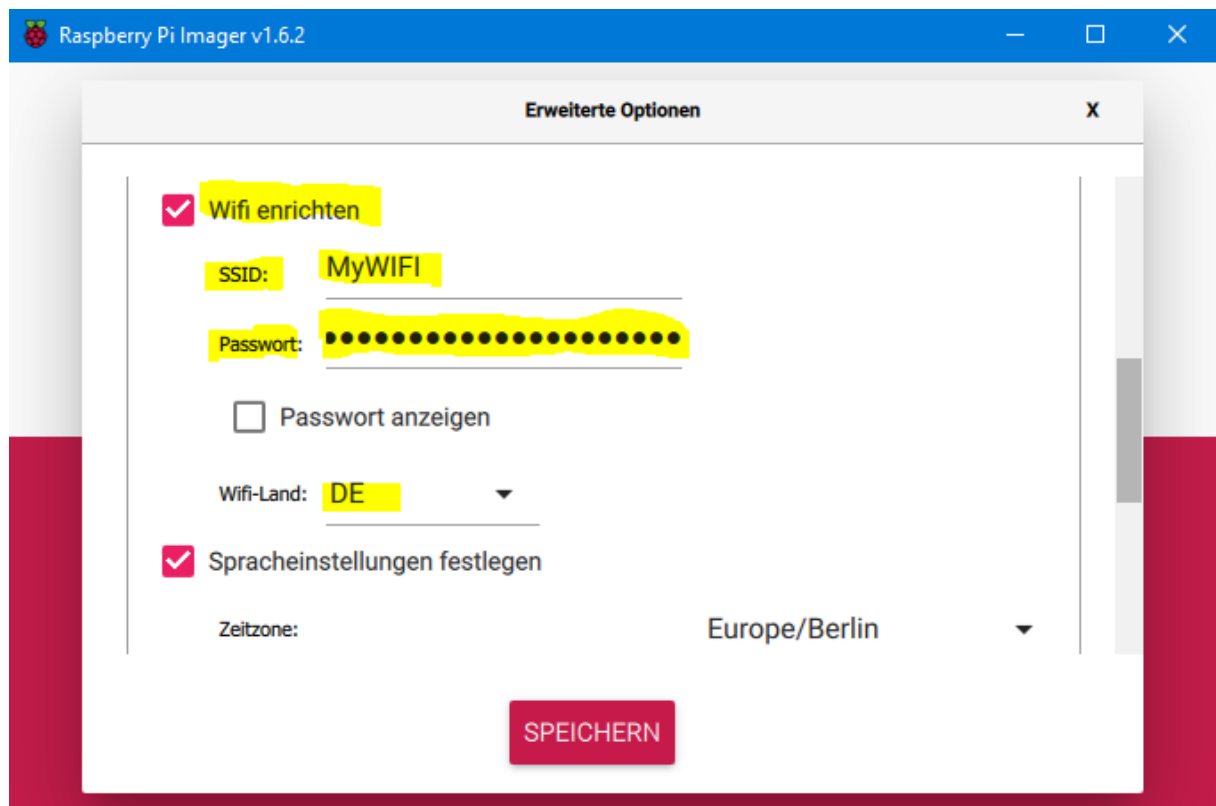 Raspberry Pi Imager v1.6.2
Erweiterte Optionen X
Wifi enrichten
SSID: MyWIFI
Passwort: ●●●●●●●●●●●●●●●●●●●●●
Passwort anzeigen
Wifi-Land: DE
Spracheinstellungen festlegen
Zeitzone: Europe/Berlin
SPEICHERN